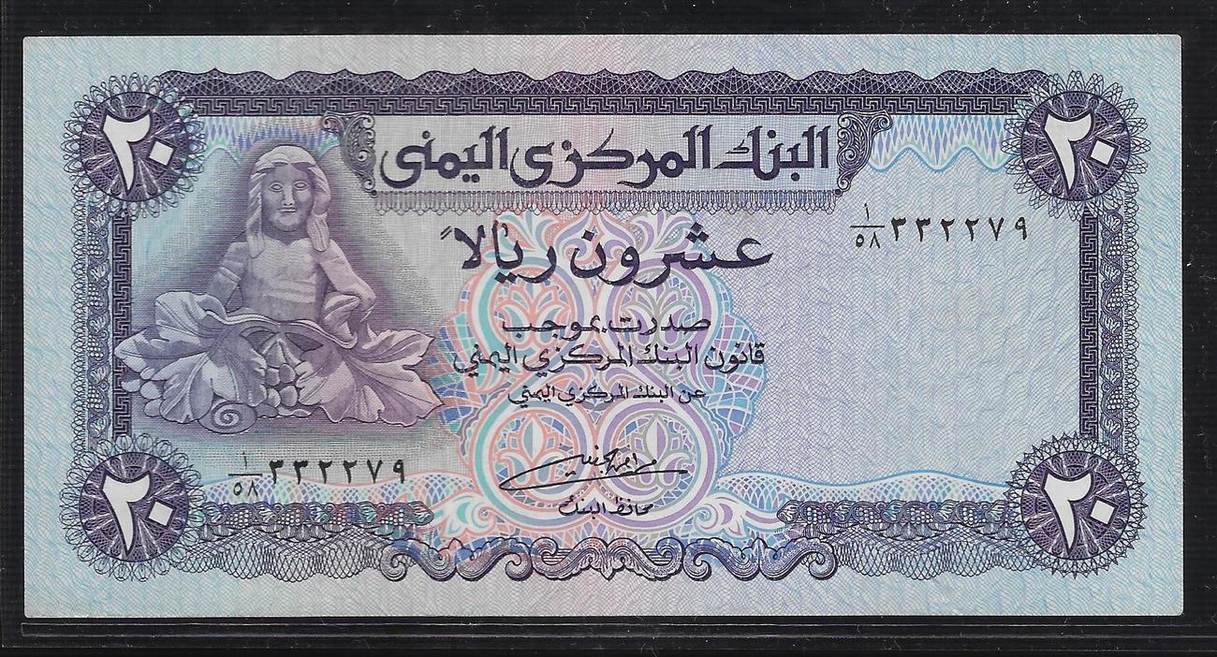 ٢٠ ٢٠
البنك المركزي اليمني
١/٥٨ ٣٣٢٢٧٩
عشرون ريالاً
صدرت بموجب
قانون البنك المركزي اليمني
عن البنك المركزي اليمني
١/٥٨ ٣٣٢٢٧٩
محافظ البنك
٢٠ ٢٠